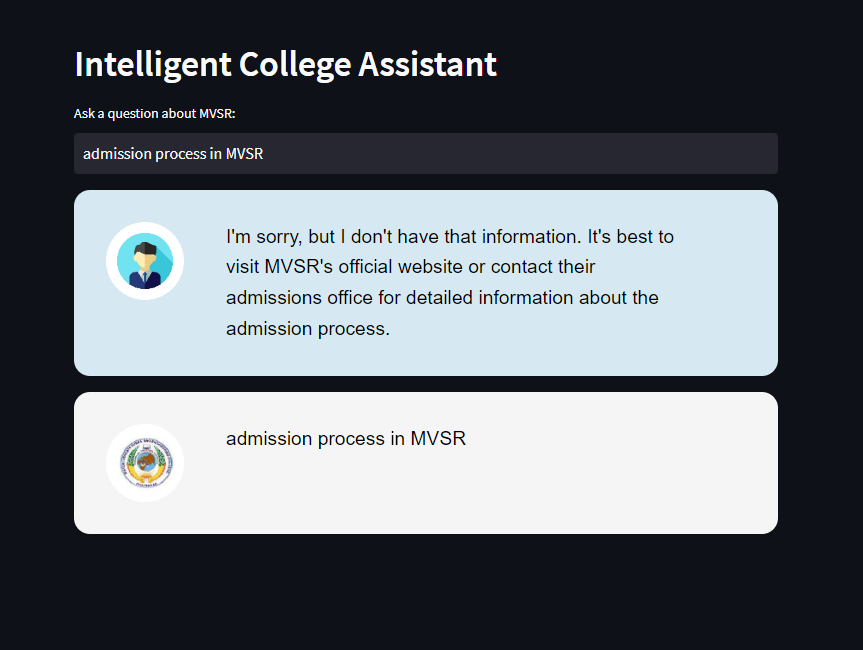 Intelligent College Assistant
Ask a question about MVSR:
admission process in MVSR
I'm sorry, but I don't have that information. It's best to
visit MVSR's official website or contact their
admissions office for detailed information about the
admission process.
admission process in MVSR